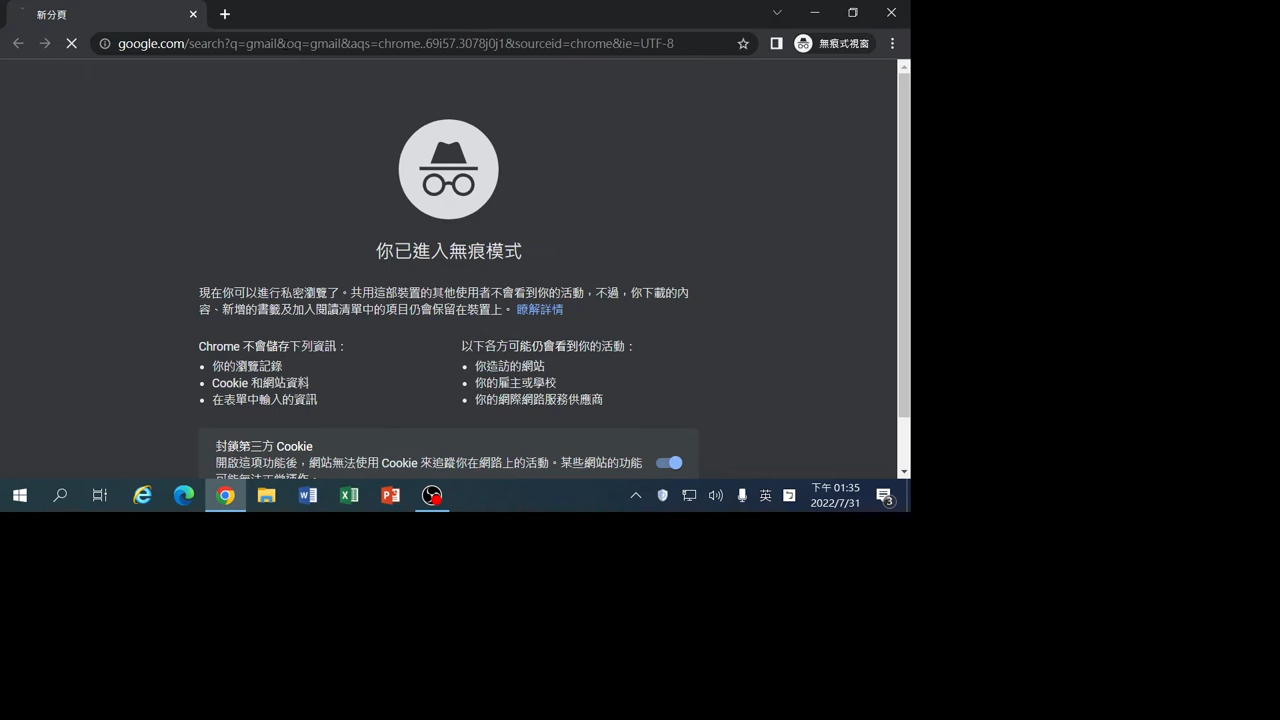 新分頁
google.com/search?q=gmail&oq=gmail&aqs=chrome..69i57.3078j0j1&sourceid=chrome&ie=UTF-8
無痕式視窗
你已進入無痕模式
現在你可以進行私密瀏覽了。共用這部裝置的其他使用者不會看到你的活動，不過，你下載的內
容、新增的書籤及加入閱讀清單中的項目仍會保留在裝置上。 瞭解詳情
Chrome 不會儲存下列資訊：
• 你的瀏覽記錄
• Cookie 和網站資料
• 在表單中輸入的資訊
以下各方可能仍會看到你的活動：
• 你造訪的網站
• 你的雇主或學校
• 你的網際網路服務供應商
封鎖第三方 Cookie
開啟這項功能後，網站無法使用 Cookie 來追蹤你在網路上的活動。某些網站的功能
可能無法正常運作。
英
下午 01:35
2022/7/31
3